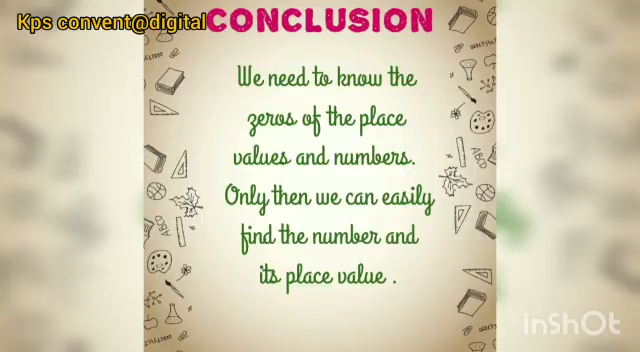 Kps convent@digital
CONCLUSION
We need to know the
zeros of the place
values and numbers.
Only then we can easily
find the number and
its place value .
ABC
InShOt